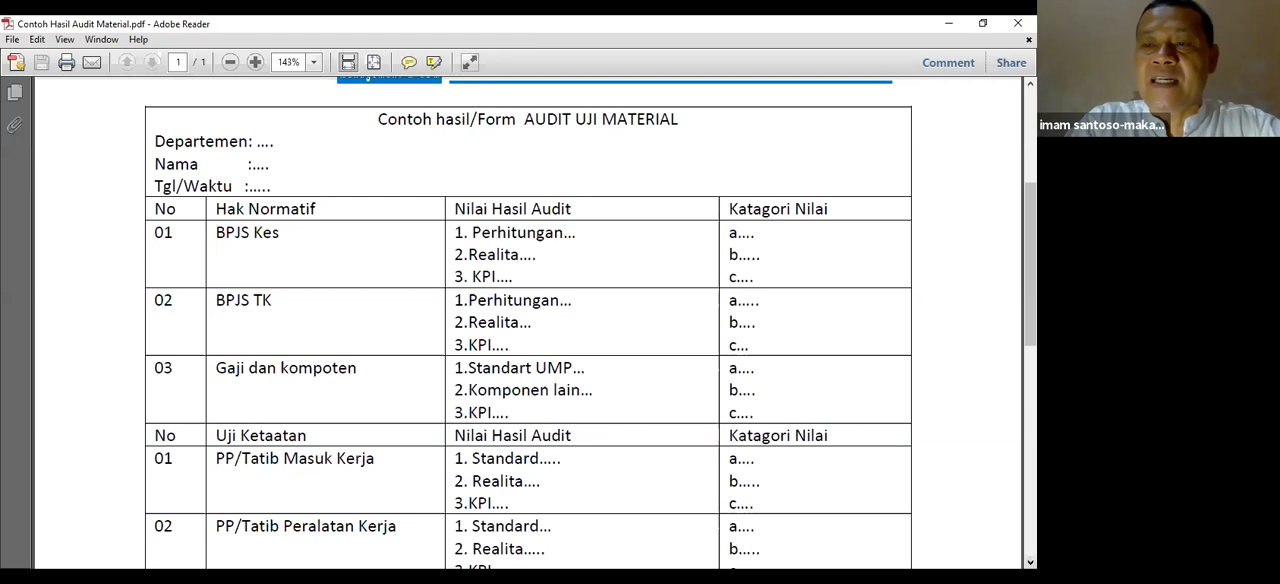 Contoh Hasil Audit Material.pdf - Adobe Reader
File Edit View Window Help
1 / 1 143% Comment Share
Contoh hasil/Form AUDIT UJI MATERIAL
Departemen: ....
Nama :....
Tgl/Waktu :.....
No Hak Normatif Nilai Hasil Audit Katagori Nilai
01 BPJS Kes 1. Perhitungan... a....
2.Realita.... b.....
3. KPI.... c....
02 BPJS TK 1.Perhitungan... a.....
2.Realita... b....
3.KPI.... c...
03 Gaji dan kompoten 1.Standart UMP... a....
2.Komponen lain... b....
3.KPI.... c....
No Uji Ketaatan Nilai Hasil Audit Katagori Nilai
01 PP/Tatib Masuk Kerja 1. Standard..... a....
2. Realita.... b.....
3.KPI.... c....
02 PP/Tatib Peralatan Kerja 1. Standard... a....
2. Realita..... b.....
imam santoso-maka...